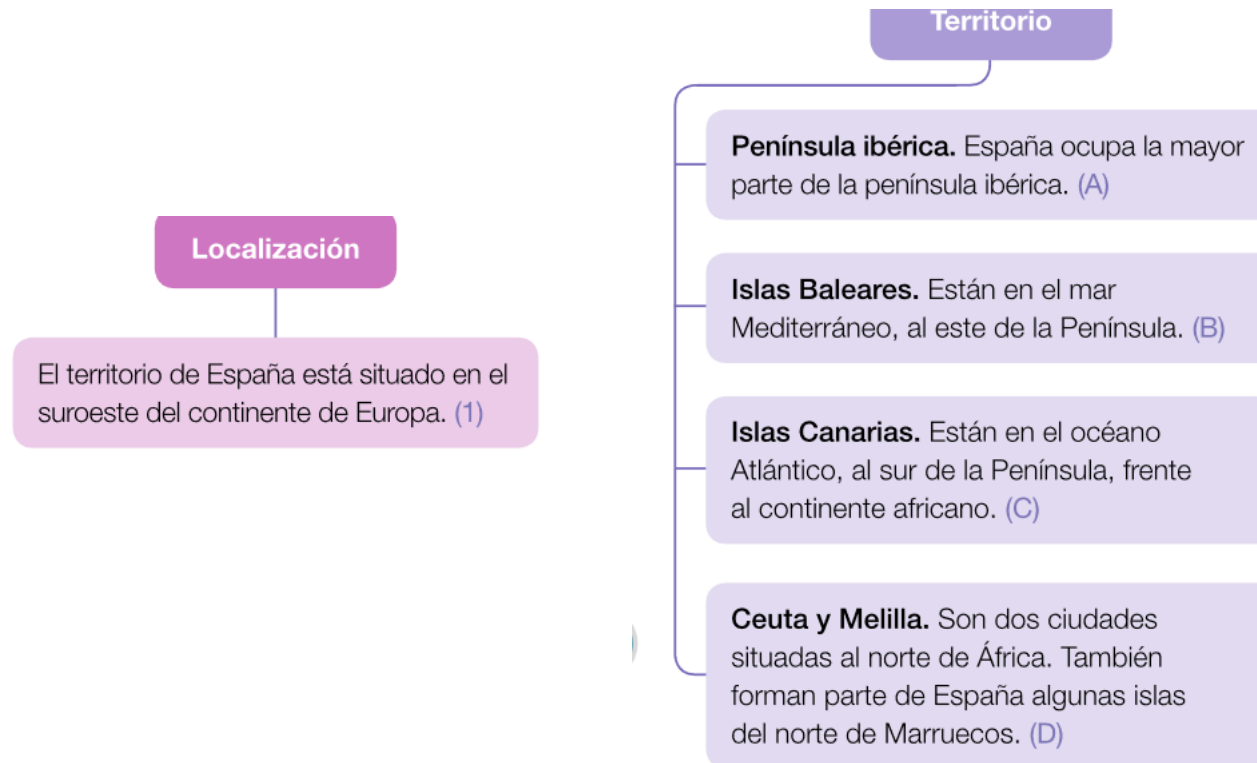 Territorio
Península ibérica. España ocupa la mayor
parte de la península ibérica. (A)
Localización
Islas Baleares. Están en el mar
Mediterráneo, al este de la Península. (B)
El territorio de España está situado en el
suroeste del continente de Europa. (1)
Islas Canarias. Están en el océano
Atlántico, al sur de la Península, frente
al continente africano. (C)
Ceuta y Melilla. Son dos ciudades
situadas al norte de África. También
forman parte de España algunas islas
del norte de Marruecos. (D)